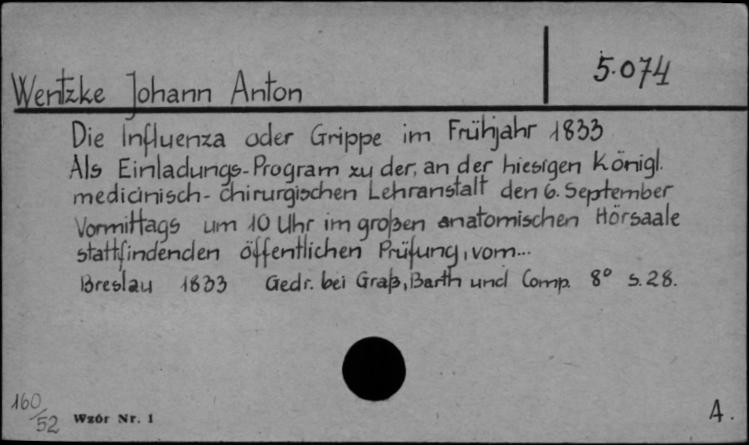 5.074
Wentzke Johann Anton
Die Influenza oder Grippe im Frühjahr 1833
Als Einladungs-Program zu der, an der hiesigen Königl.
medicinisch-chirurgischen Lehranstalt den 6. September
Vormittags um 10 Uhr im großen anatomischen Hörsaale
stattfindenden öffentlichen Prüfung, vom...
Breslau 1833 Gedr. bei Graß, Barth und Comp. 8° s. 28.
160/52 Wzór Nr. 1
A.